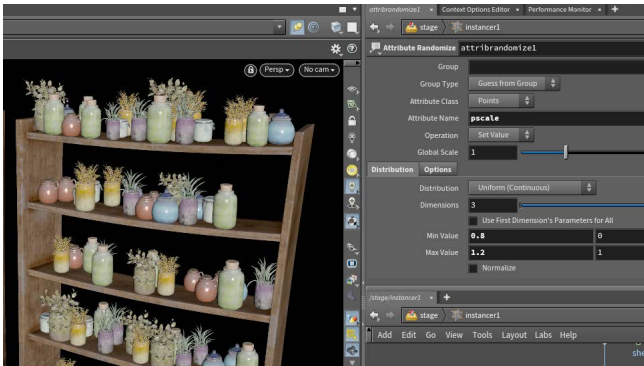 attribrandomize1 × Context Options Editor × Performance Monitor × +
stage instancer1
Attribute Randomize attribrandomize1
Group
Persp No cam
Group Type Guess from Group
Attribute Class Points
Attribute Name pscale
Operation Set Value
Global Scale 1
Distribution Options
Distribution Uniform (Continuous)
Dimensions 3
Use First Dimension's Parameters for All
Min Value 0.8 0
Max Value 1.2 1
Normalize
/stage/instancer1 × +
stage instancer1
Add Edit Go View Tools Layout Labs Help
she